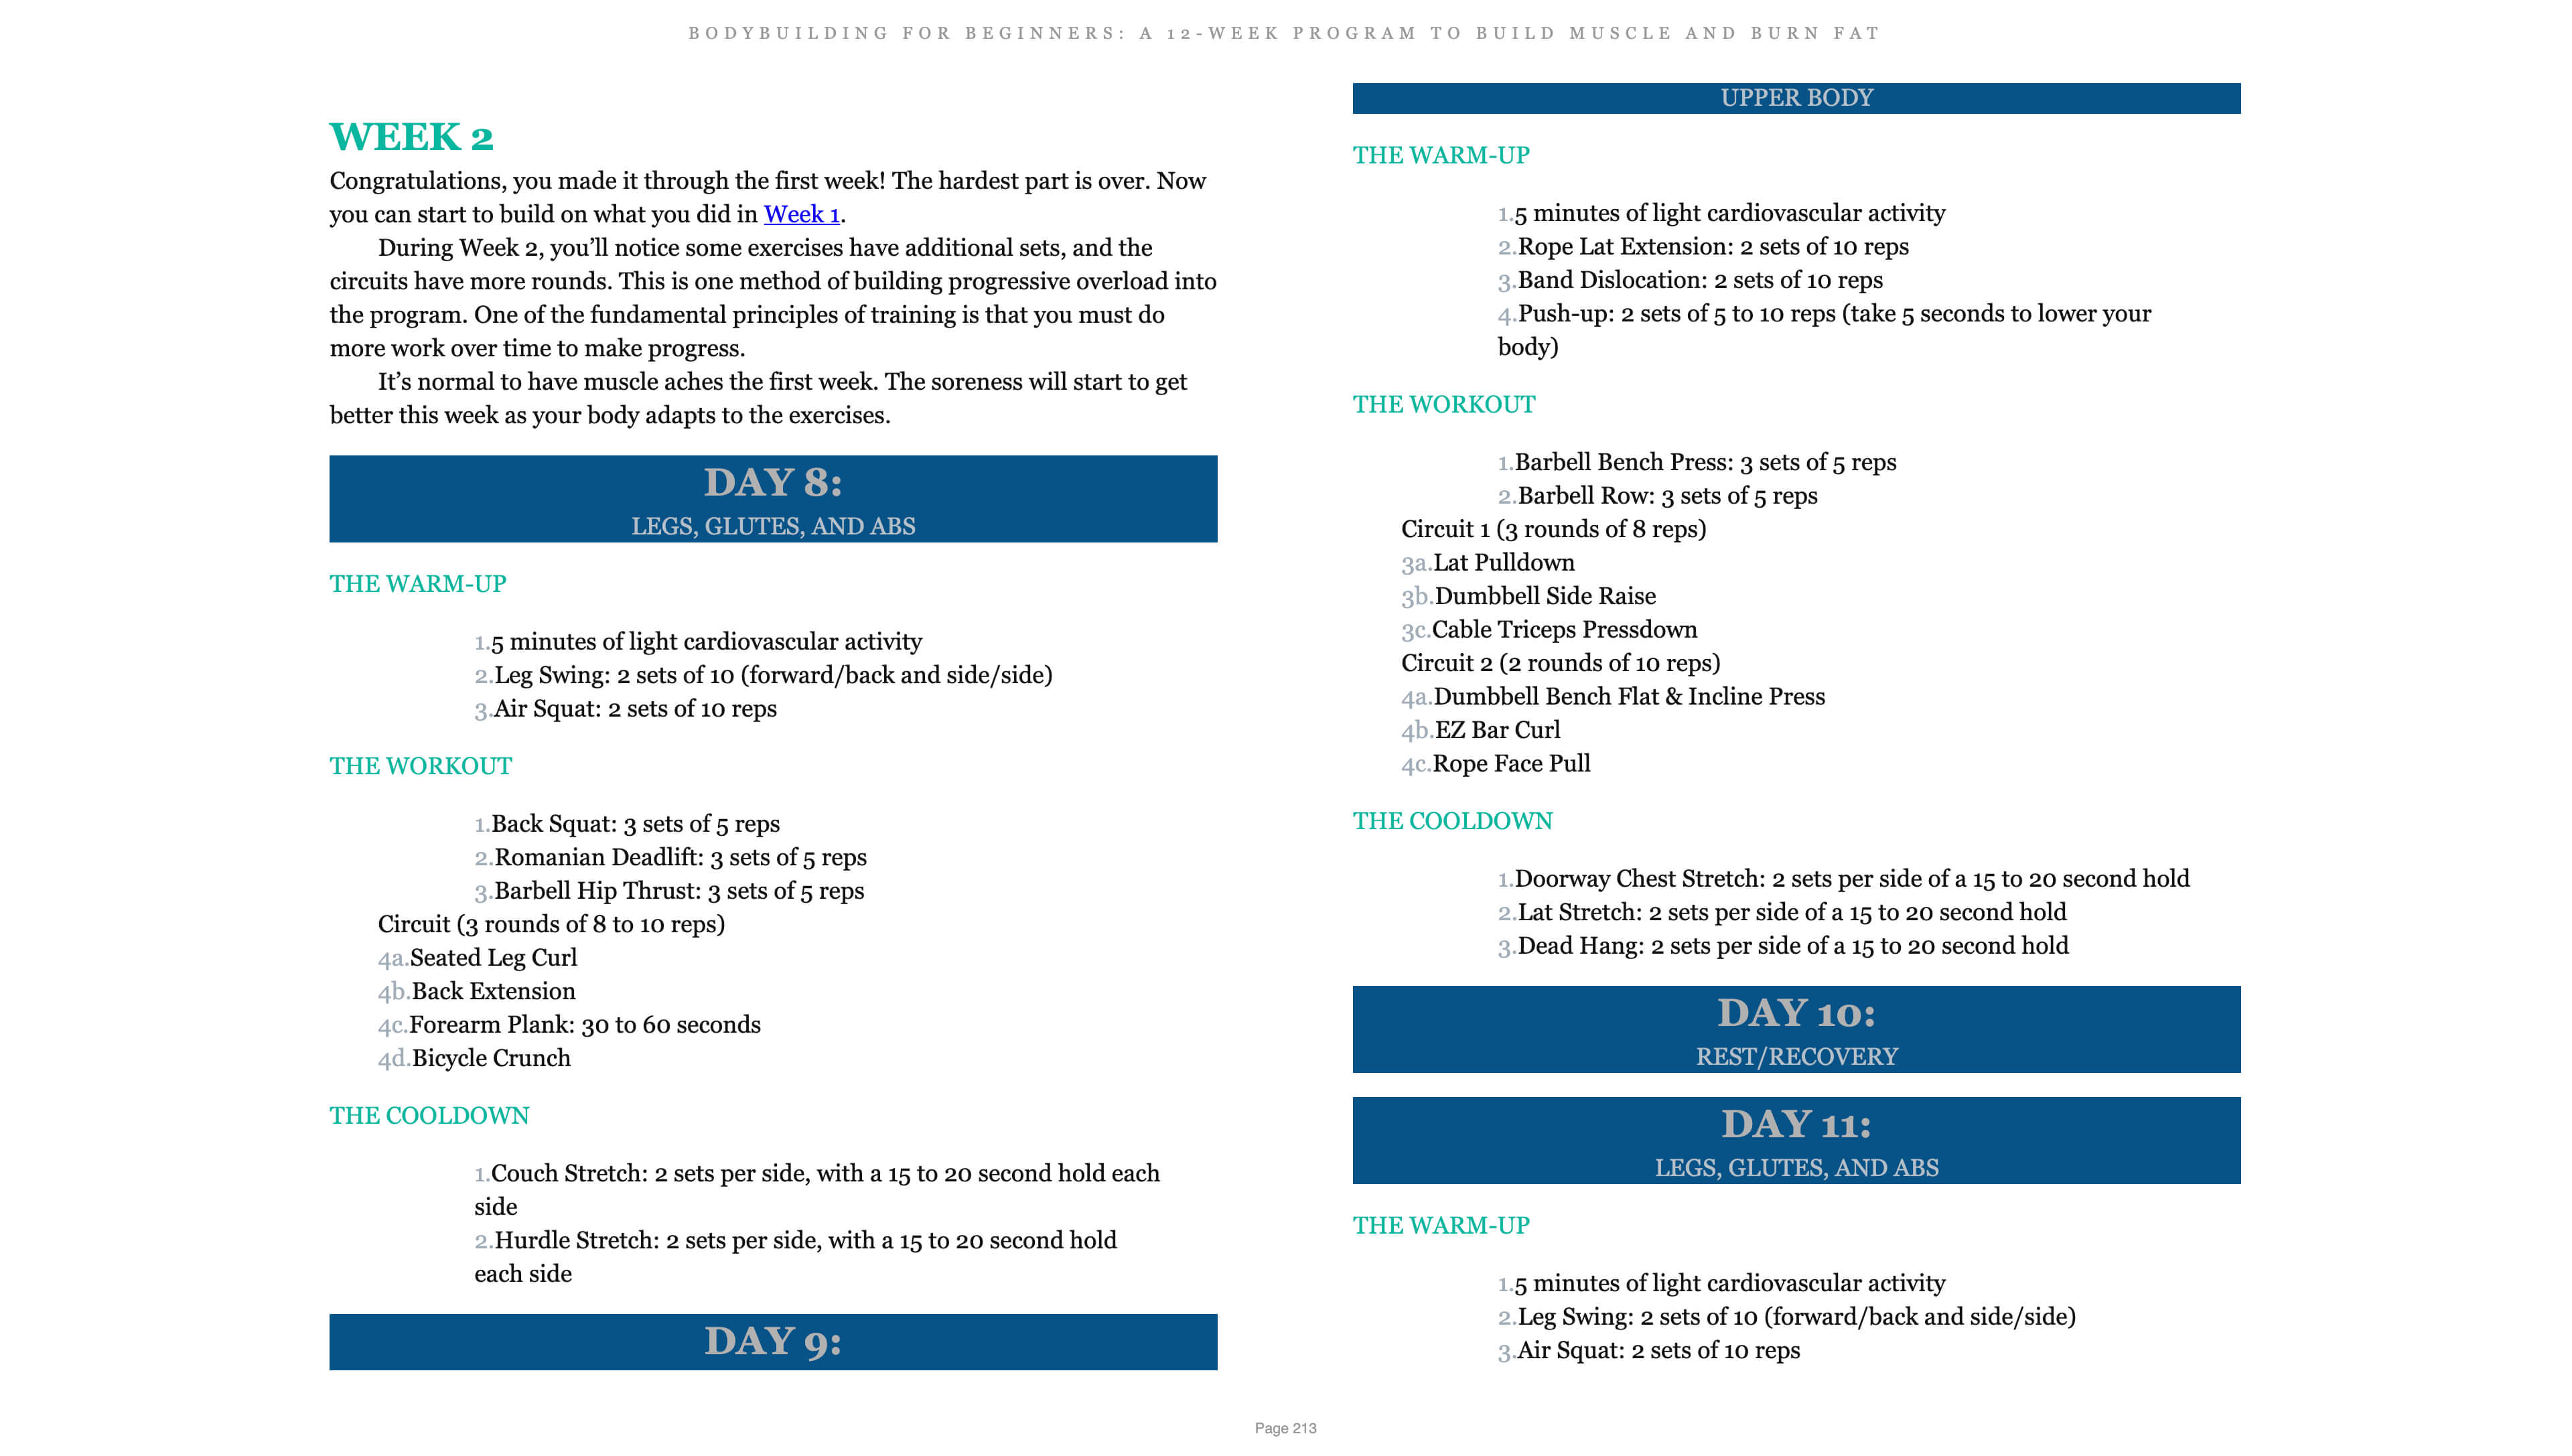 BODYBUILDING FOR BEGINNERS: A 12-WEEK PROGRAM TO BUILD MUSCLE AND BURN FAT
WEEK 2
Congratulations, you made it through the first week! The hardest part is over. Now
you can start to build on what you did in Week 1.
During Week 2, you’ll notice some exercises have additional sets, and the
circuits have more rounds. This is one method of building progressive overload into
the program. One of the fundamental principles of training is that you must do
more work over time to make progress.
It’s normal to have muscle aches the first week. The soreness will start to get
better this week as your body adapts to the exercises.
DAY 8:
LEGS, GLUTES, AND ABS
THE WARM-UP
1.5 minutes of light cardiovascular activity
2.Leg Swing: 2 sets of 10 (forward/back and side/side)
3.Air Squat: 2 sets of 10 reps
THE WORKOUT
1.Back Squat: 3 sets of 5 reps
2.Romanian Deadlift: 3 sets of 5 reps
3.Barbell Hip Thrust: 3 sets of 5 reps
Circuit (3 rounds of 8 to 10 reps)
4a.Seated Leg Curl
4b.Back Extension
4c.Forearm Plank: 30 to 60 seconds
4d.Bicycle Crunch
THE COOLDOWN
1.Couch Stretch: 2 sets per side, with a 15 to 20 second hold each
side
2.Hurdle Stretch: 2 sets per side, with a 15 to 20 second hold
each side
DAY 9:
UPPER BODY
THE WARM-UP
1.5 minutes of light cardiovascular activity
2.Rope Lat Extension: 2 sets of 10 reps
3.Band Dislocation: 2 sets of 10 reps
4.Push-up: 2 sets of 5 to 10 reps (take 5 seconds to lower your
body)
THE WORKOUT
1.Barbell Bench Press: 3 sets of 5 reps
2.Barbell Row: 3 sets of 5 reps
Circuit 1 (3 rounds of 8 reps)
3a.Lat Pulldown
3b.Dumbbell Side Raise
3c.Cable Triceps Pressdown
Circuit 2 (2 rounds of 10 reps)
4a.Dumbbell Bench Flat & Incline Press
4b.EZ Bar Curl
4c.Rope Face Pull
THE COOLDOWN
1.Doorway Chest Stretch: 2 sets per side of a 15 to 20 second hold
2.Lat Stretch: 2 sets per side of a 15 to 20 second hold
3.Dead Hang: 2 sets per side of a 15 to 20 second hold
DAY 10:
REST/RECOVERY
DAY 11:
LEGS, GLUTES, AND ABS
THE WARM-UP
1.5 minutes of light cardiovascular activity
2.Leg Swing: 2 sets of 10 (forward/back and side/side)
3.Air Squat: 2 sets of 10 reps
Page 213